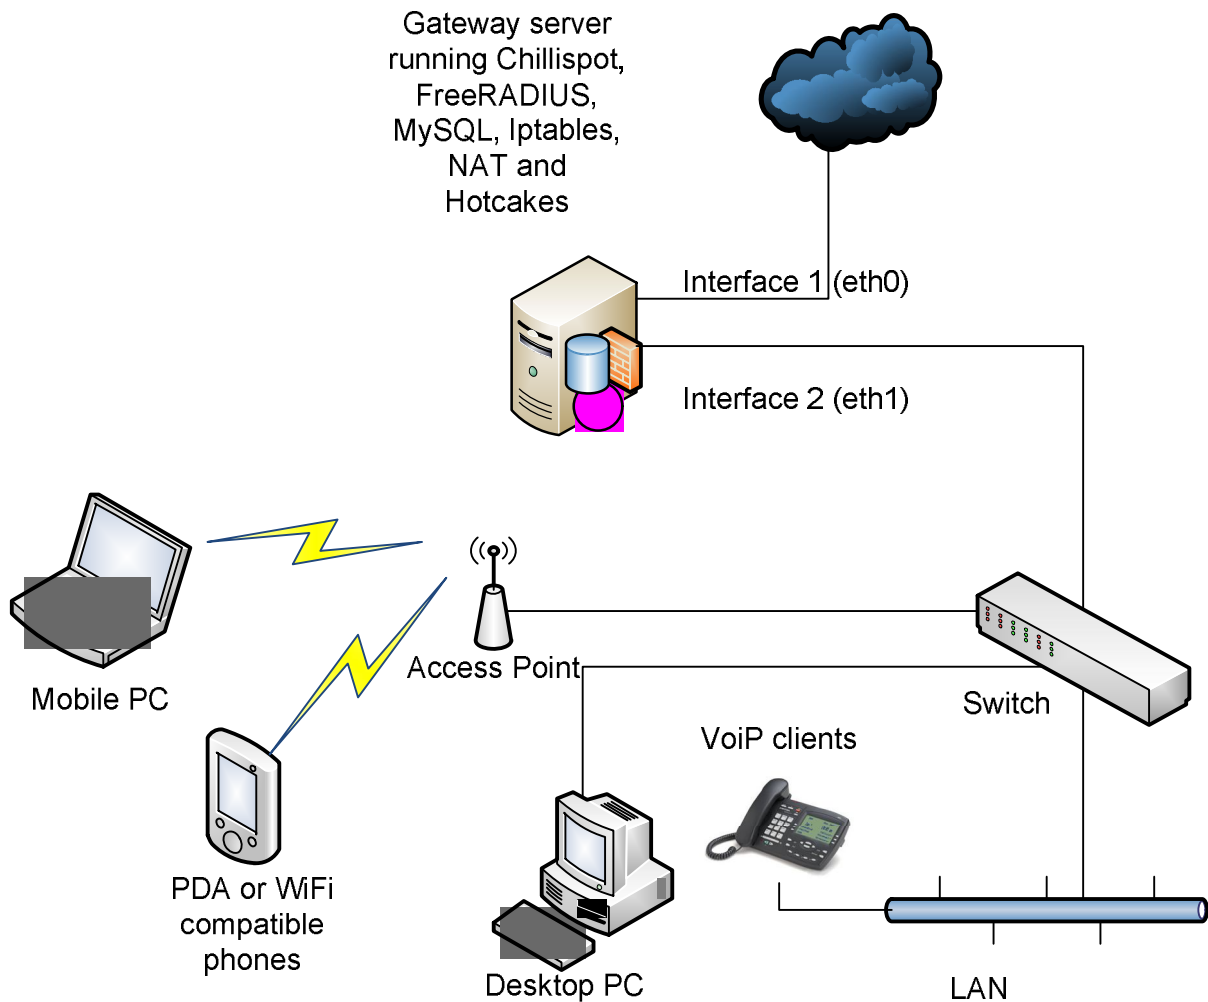 Gateway server
running Chillispot,
FreeRADIUS,
MySQL, Iptables,
NAT and
Hotcakes
Interface 1 (eth0)
Interface 2 (eth1)
Mobile PC
Access Point
Switch
VoiP clients
PDA or WiFi
compatible
phones
Desktop PC
LAN